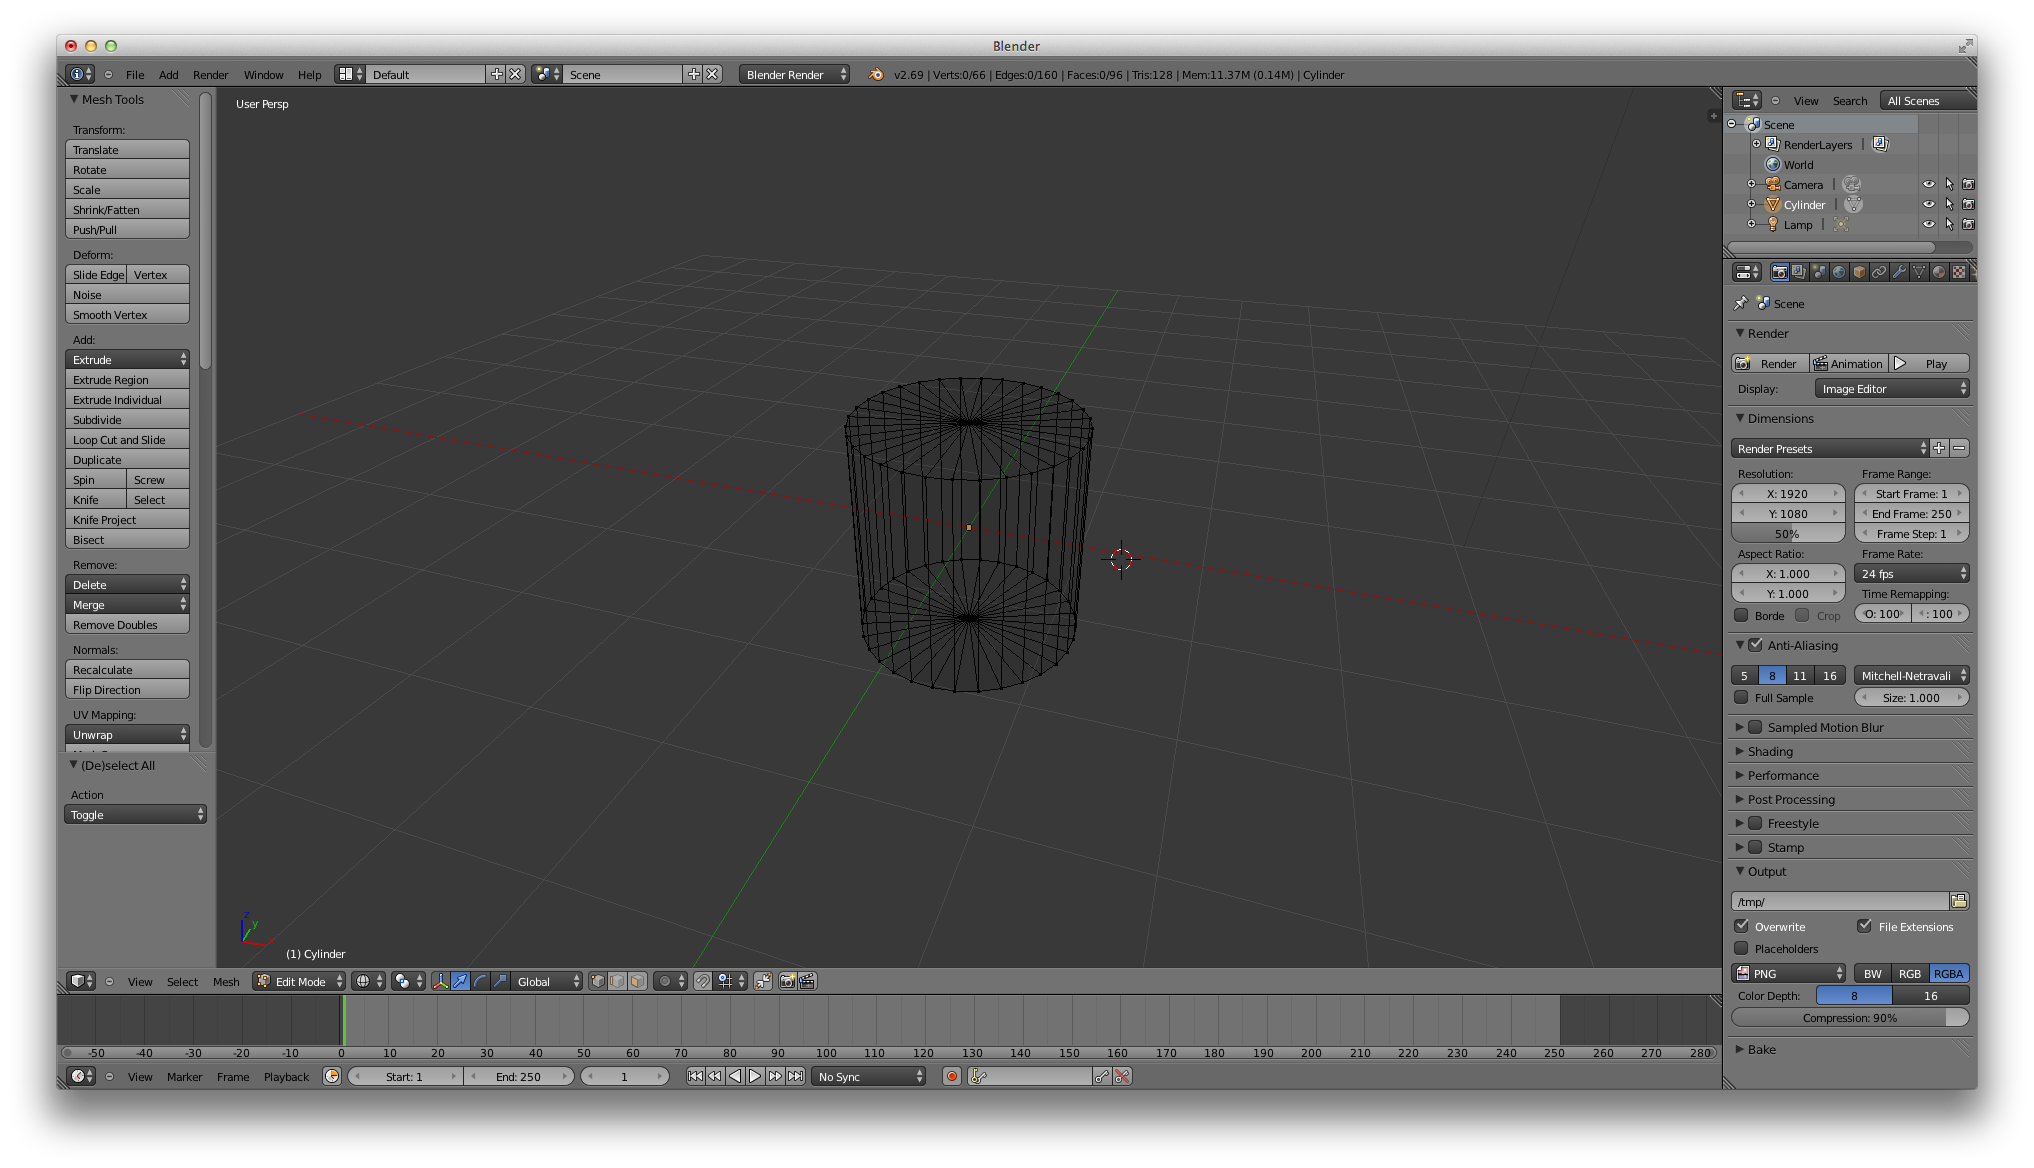 Blender
File Add Render Window Help Default Scene Blender Render v2.69 | Verts:0/66 | Edges:0/160 | Faces:0/96 | Tris:128 | Mem:11.37M (0.14M) | Cylinder
Mesh Tools
Transform:
Translate
Rotate
Scale
Shrink/Fatten
Push/Pull
Deform:
Slide Edge Vertex
Noise
Smooth Vertex
Add:
Extrude
Extrude Region
Extrude Individual
Subdivide
Loop Cut and Slide
Duplicate
Spin Screw
Knife Select
Knife Project
Bisect
Remove:
Delete
Merge
Remove Doubles
Normals:
Recalculate
Flip Direction
UV Mapping:
Unwrap
(De)select All
Action
Toggle
User Persp
z
y
x
(1) Cylinder
View Select Mesh Edit Mode Global
-50 -40 -30 -20 -10 0 10 20 30 40 50 60 70 80 90 100 110 120 130 140 150 160 170 180 190 200 210 220 230 240 250 260 270 280
View Marker Frame Playback Start: 1 End: 250 1 No Sync
View Search All Scenes
Scene
RenderLayers |
World
Camera |
Cylinder |
Lamp |
Scene
Render
Render Animation Play
Display: Image Editor
Dimensions
Render Presets
Resolution: Frame Range:
X: 1920 Start Frame: 1
Y: 1080 End Frame: 250
50% Frame Step: 1
Aspect Ratio: Frame Rate:
X: 1.000 24 fps
Y: 1.000 Time Remapping:
Borde Crop O: 100 : 100
Anti-Aliasing
5 8 11 16 Mitchell-Netravali
Full Sample Size: 1.000
Sampled Motion Blur
Shading
Performance
Post Processing
Freestyle
Stamp
Output
/tmp/
Overwrite File Extensions
Placeholders
PNG BW RGB RGBA
Color Depth: 8 16
Compression: 90%
Bake